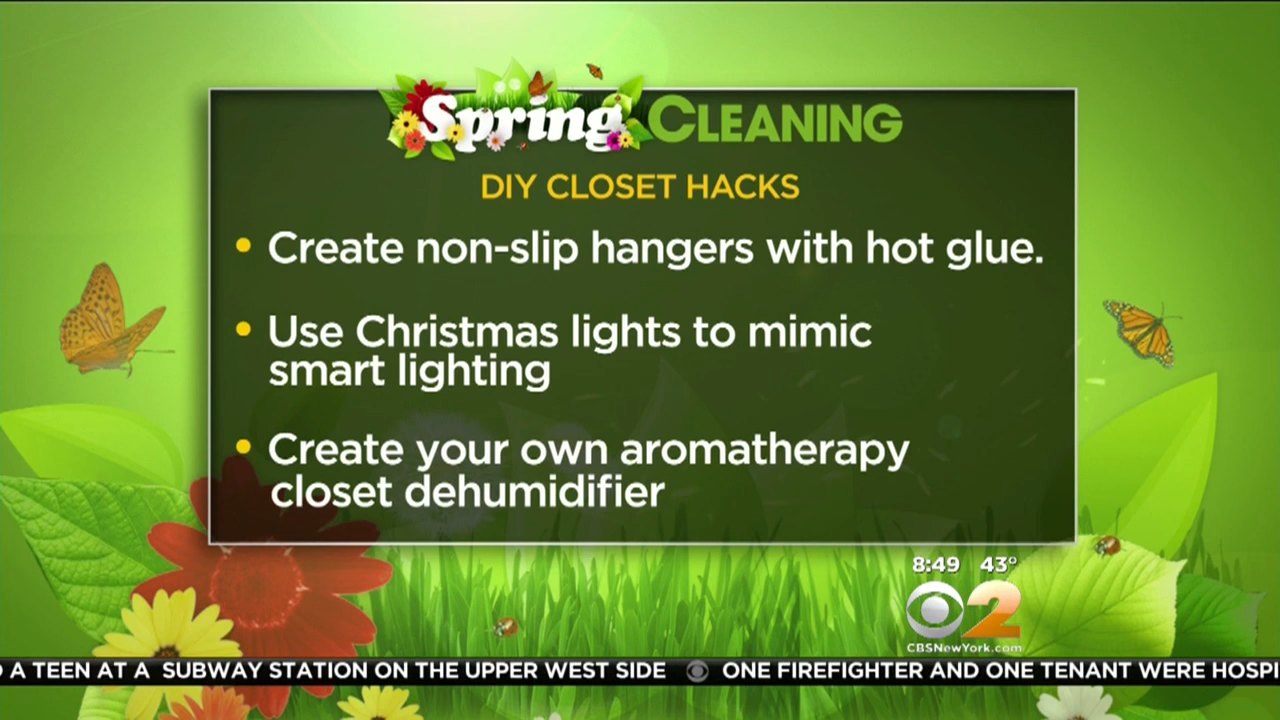 Spring CLEANING
DIY CLOSET HACKS
• Create non-slip hangers with hot glue.
• Use Christmas lights to mimic
smart lighting
• Create your own aromatherapy
closet dehumidifier
8:49 43°
2
CBSNewYork.com
A TEEN AT A SUBWAY STATION ON THE UPPER WEST SIDE ONE FIREFIGHTER AND ONE TENANT WERE HOSPI